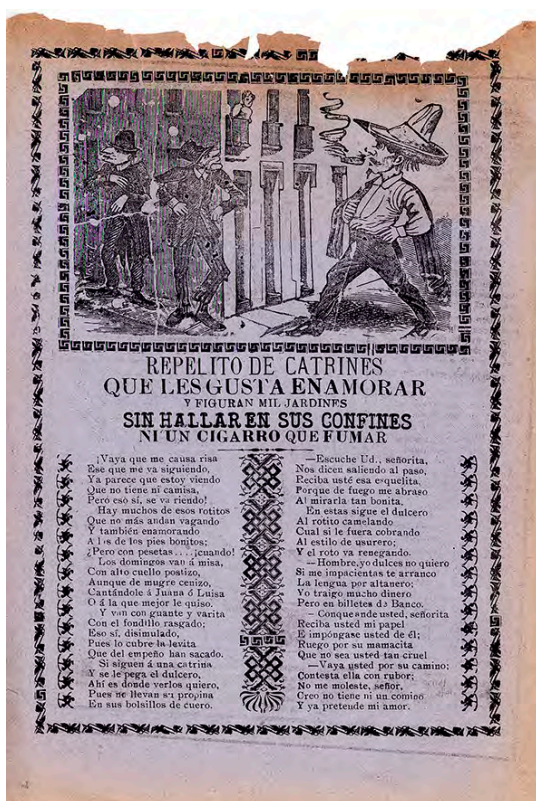 REPELITO DE CATRINES
QUE LES GUSTA ENAMORAR
Y FIGURAN MIL JARDINES
SIN HALLAR EN SUS CONFINES
NI UN CIGARRO QUE FUMAR
¡Vaya que me causa risa
Ese que me va siguiendo,
Ya parece que estoy viendo
Que no tiene ni camisa,
Pero eso sí, se va riendo!
Hay muchos de esos rotitos
Que no más andan vagando
Y también enamorando
A los de los pies bonitos;
¿Pero con pesetas....¡cuando!
Los domingos van á misa,
Con alto cuello postizo,
Aunque de mugre cenizo,
Cantándole á Juana ó Luisa
O á la que mejor le quiso.
Y van con guante y varita
Con el fondillo rasgado;
Eso sí, disimulado,
Pues lo cubre la levita
Que del empeño han sacado.
Si siguen á una catrina
Y se le pega el dulcero,
Ahí es donde verlos quiero,
Pues ne llevan su propina
En sus bolsillos de cuero.
—Escuche Ud., señorita,
Nos dicen saliendo al paso,
Reciba usté esa esquelita,
Porque de fuego me abraso
Al mirarla tan bonita.
En estas sigue el dulcero
Al rotito camelando
Cual si le fuera cobrando
Al estilo de usurero;
Y el roto va renegando.
—Hombre, yo dulces no quiero
Si me impacientas te arranco
La lengua por altanero;
Yo traigo mucho dinero
Pero en billetes de Banco.
—Conque ande usted, señorita
Reciba usted mi papel
E impóngase usted de él;
Ruego por su mamacita
Que no sea usted tan cruel
—Vaya usted por su camino;
Contesta ella con rubor;
No me moleste, señor,
Creo no tiene ni un comino
Y ya pretende mi amor.